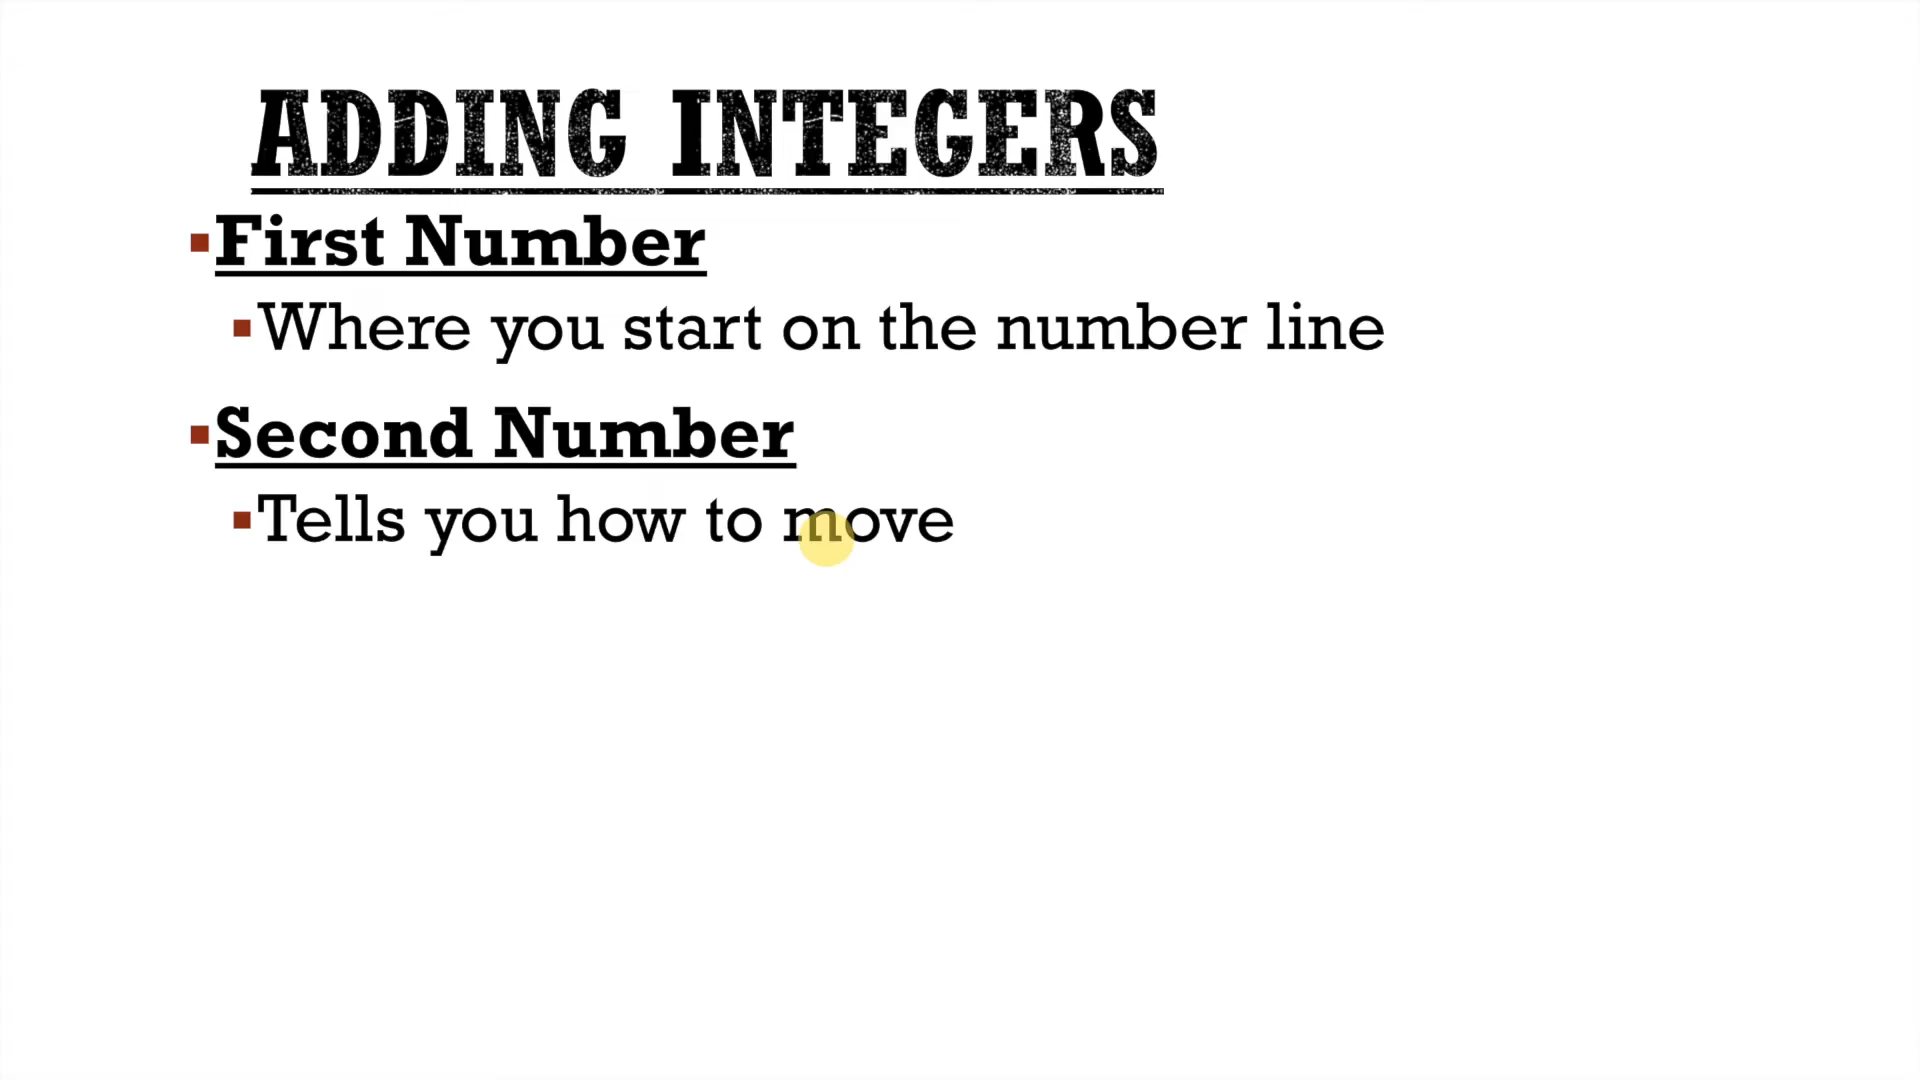 ADDING INTEGERS
First Number
Where you start on the number line
Second Number
Tells you how to move